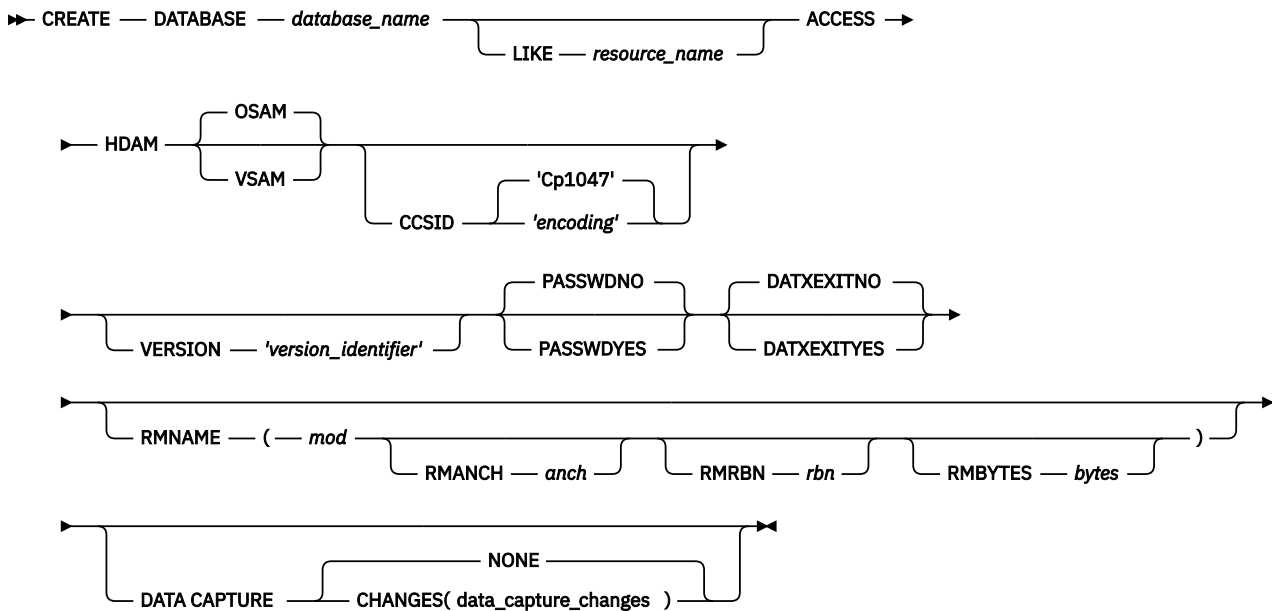 CREATE DATABASE database_name ACCESS
LIKE resource_name
OSAM
HDAM
VSAM
'Cp1047'
CCSID 'encoding'
PASSWDNO DATXEXITNO
VERSION 'version_identifier' PASSWDYES DATXEXITYES
RMNAME ( mod )
RMANCH anch RMRBN rbn RMBYTES bytes
NONE
DATA CAPTURE CHANGES( data_capture_changes )